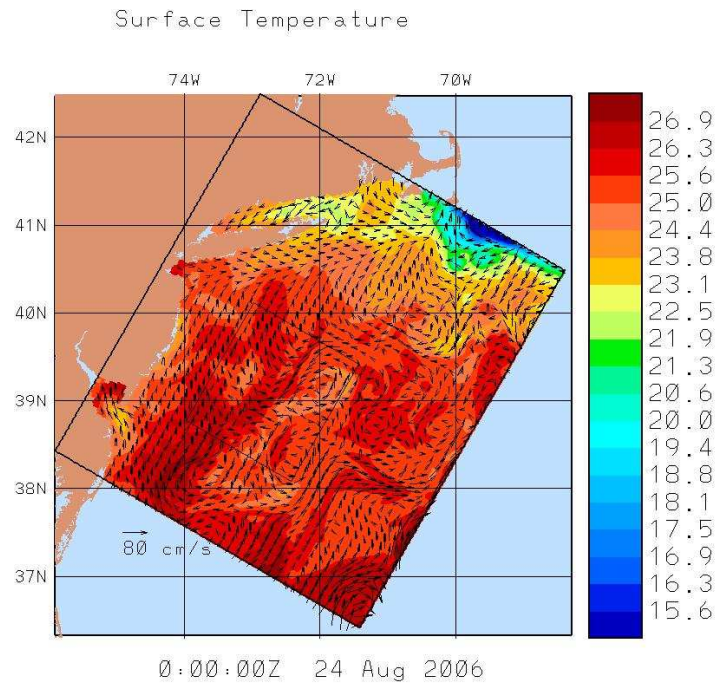 Surface Temperature
74W 72W 70W
42N
41N
40N
39N
38N
37N
80 cm/s
26.9
26.3
25.6
25.0
24.4
23.8
23.1
22.5
21.9
21.3
20.6
20.0
19.4
18.8
18.1
17.5
16.9
16.3
15.6
0:00:00Z 24 Aug 2006